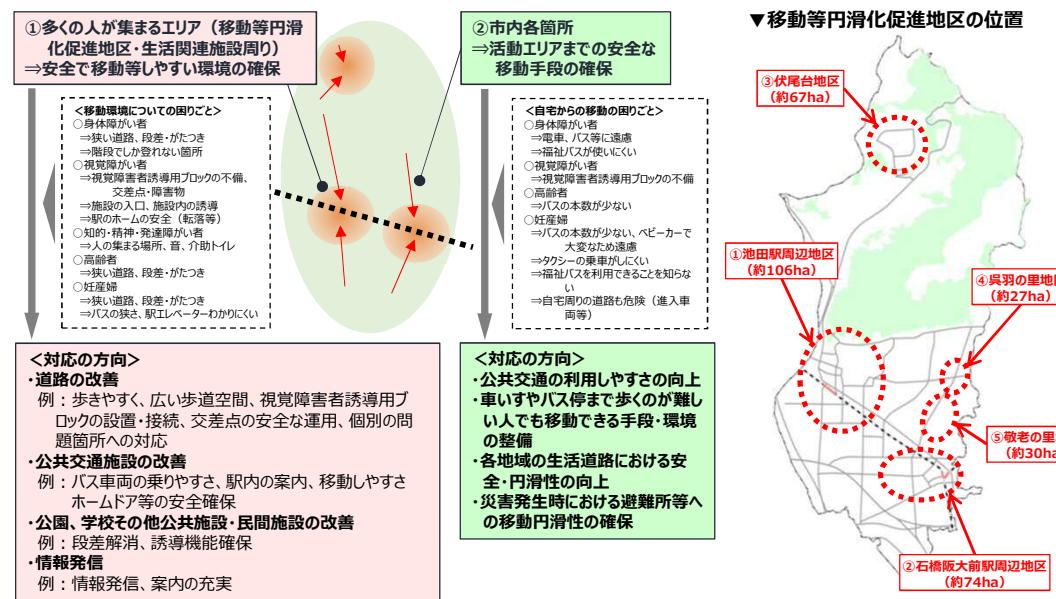 ①多くの人が集まるエリア（移動等円滑
化促進地区・生活関連施設周り）
⇒安全で移動等しやすい環境の確保
＜移動環境についての困りごと＞
○身体障がい者
⇒狭い道路、段差・がたつき
⇒階段でしか登れない箇所
○視覚障がい者
⇒視覚障害者誘導用ブロックの不備、
交差点・障害物
⇒施設の入口、施設内の誘導
⇒駅のホームの安全（転落等）
○知的・精神・発達障がい者
⇒人の集まる場所、音、介助トイレ
○高齢者
⇒狭い道路、段差・がたつき
○妊産婦
⇒狭い道路、段差・がたつき
⇒バスの狭さ、駅エレベーターわかりにくい
＜対応の方向＞
・道路の改善
例：歩きやすく、広い歩道空間、視覚障害者誘導用ブ
ロックの設置・接続、交差点の安全な運用、個別の問
題箇所への対応
・公共交通施設の改善
例：バス車両の乗りやすさ、駅内の案内、移動しやすさ
ホームドア等の安全確保
・公園、学校その他公共施設・民間施設の改善
例：段差解消、誘導機能確保
・情報発信
例：情報発信、案内の充実
②市内各箇所
⇒活動エリアまでの安全な
移動手段の確保
＜自宅からの移動の困りごと＞
○身体障がい者
⇒電車、バス等に遠慮
⇒福祉バスが使いにくい
○視覚障がい者
⇒視覚障害者誘導用ブロックの不備
○高齢者
⇒バスの本数が少ない
○妊産婦
⇒バスの本数が少ない、ベビーカーで
大変なため遠慮
⇒タクシーの乗車がしにくい
⇒福祉バスを利用できることを知らな
い
⇒自宅周りの道路も危険（進入車
両等）
＜対応の方向＞
・公共交通の利用しやすさの向上
・車いすやバス停まで歩くのが難し
い人でも移動できる手段・環境
の整備
・各地域の生活道路における安
全・円滑性の向上
・災害発生時における避難所等へ
の移動円滑性の確保
▼移動等円滑化促進地区の位置
③伏尾台地区
（約67ha）
①池田駅周辺地区
（約106ha）
④呉羽の里地
（約27ha）
⑤敬老の里
（約30ha
②石橋阪大前駅周辺地区
（約74ha）